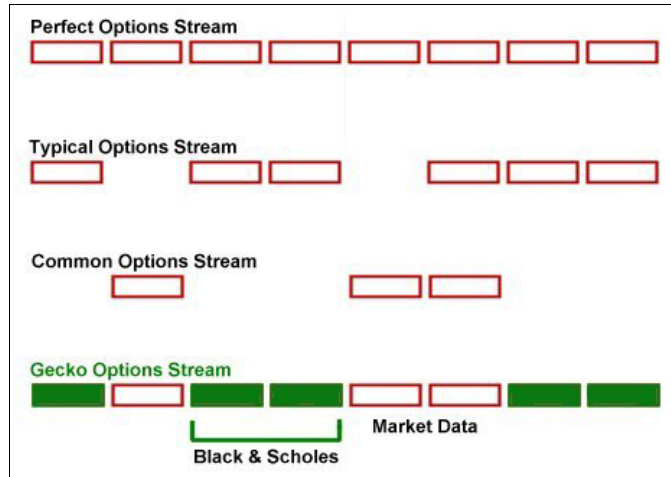 Perfect Options Stream
Typical Options Stream
Common Options Stream
Gecko Options Stream
Market Data
Black & Scholes